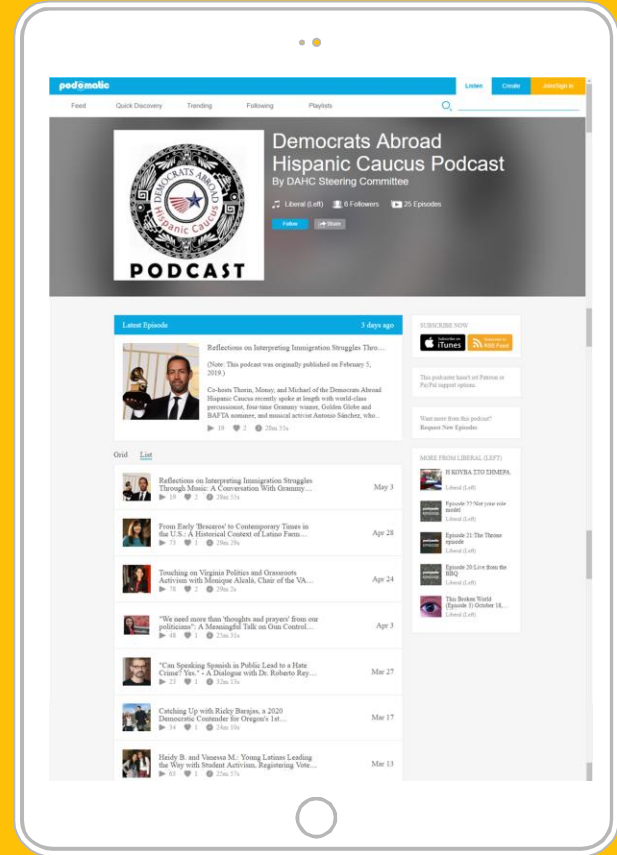 podomatic
Listen
Create
Join|Sign in
Feed
Quick Discovery
Trending
Following
Playlists
DEMOCRATS ABROAD
Hispanic Caucus
PODCAST
Democrats Abroad
Hispanic Caucus Podcast
By DAHC Steering Committee
Liberal (Left)
6 Followers
25 Episodes
Follow
Share
Latest Episode
3 days ago
Reflections on Interpreting Immigration Struggles Thro…
(Note: This podcast was originally published on February 5,
2019.)
Co-hosts Thorin, Monay, and Michael of the Democrats Abroad
Hispanic Caucus recently spoke at length with world-class
percussionist, four-time Grammy winner, Golden Globe and
BAFTA nominee, and musical activist Antonio Sánchez, who...
19
2
28m 55s
SUBSCRIBE NOW
Subscribe on
iTunes
Subscribe to
RSS Feed
This podcaster hasn't set Patreon or
PayPal support options.
Want more from this podcast?
Request New Episodes
Grid
List
Reflections on Interpreting Immigration Struggles
Through Music: A Conversation With Grammy…
19
2
28m 55s
May 3
From Early 'Braceros' to Contemporary Times in
the U.S.: A Historical Context of Latino Farm…
73
1
29m 29s
Apr 28
Touching on Virginia Politics and Grassroots
Activism with Monique Alcalá, Chair of the VA…
78
2
29m 2s
Apr 24
"We need more than 'thoughts and prayers' from our
politicians": A Meaningful Talk on Gun Control…
48
1
25m 31s
Apr 3
"Can Speaking Spanish in Public Lead to a Hate
Crime? Yes." - A Dialogue with Dr. Roberto Rey…
23
1
32m 53s
Mar 27
Catching Up with Ricky Barajas, a 2020
Democratic Contender for Oregon's 1st…
54
1
24m 10s
Mar 17
Heidy B. and Vanessa M.: Young Latinas Leading
the Way with Student Activism, Registering Vote…
63
1
25m 57s
Mar 13
MORE FROM LIBERAL (LEFT)
Η ΚΟΥΒΑ ΣΤΟ ΣΗΜΕΡΑ.
Liberal (Left)
Episode 22 Not your role
model
Liberal (Left)
Episode 21:The Throne
episode
Liberal (Left)
Episode 20:Live from the
BBQ
Liberal (Left)
This Broken World
(Episode 3) October 18,…
Liberal (Left)